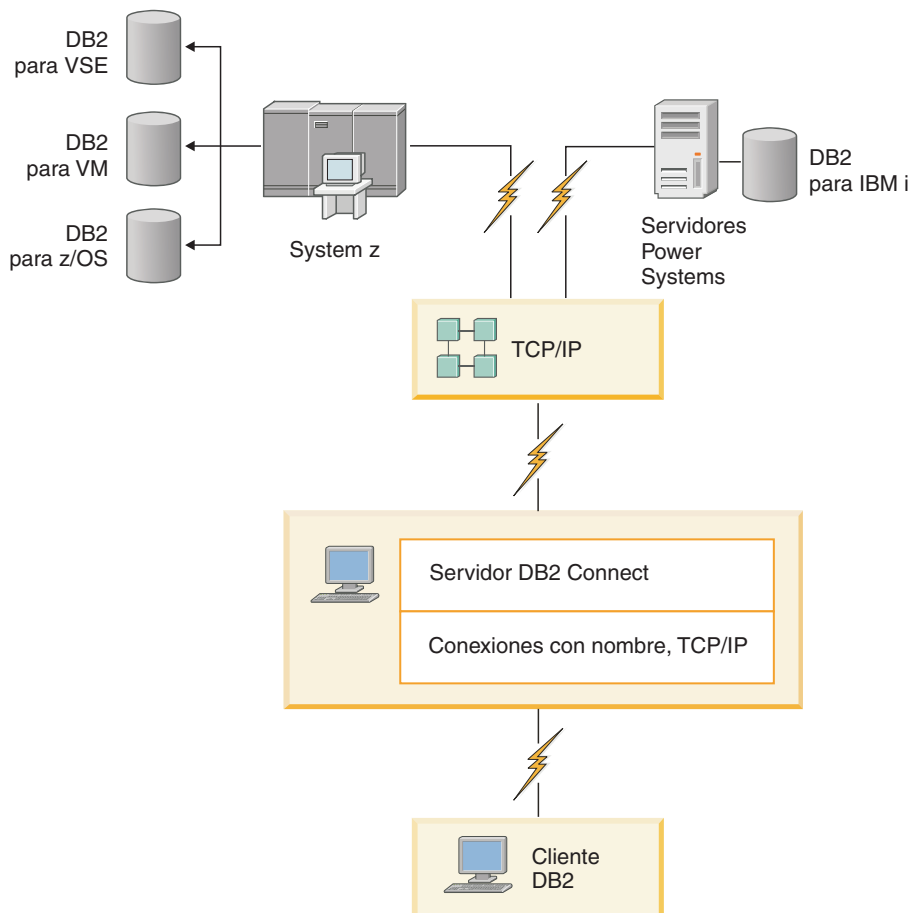 DB2
para VSE
DB2
para VM
DB2
para z/OS
System z
Servidores
Power
Systems
DB2
para IBM i
TCP/IP
Servidor DB2 Connect
Conexiones con nombre, TCP/IP
Cliente
DB2